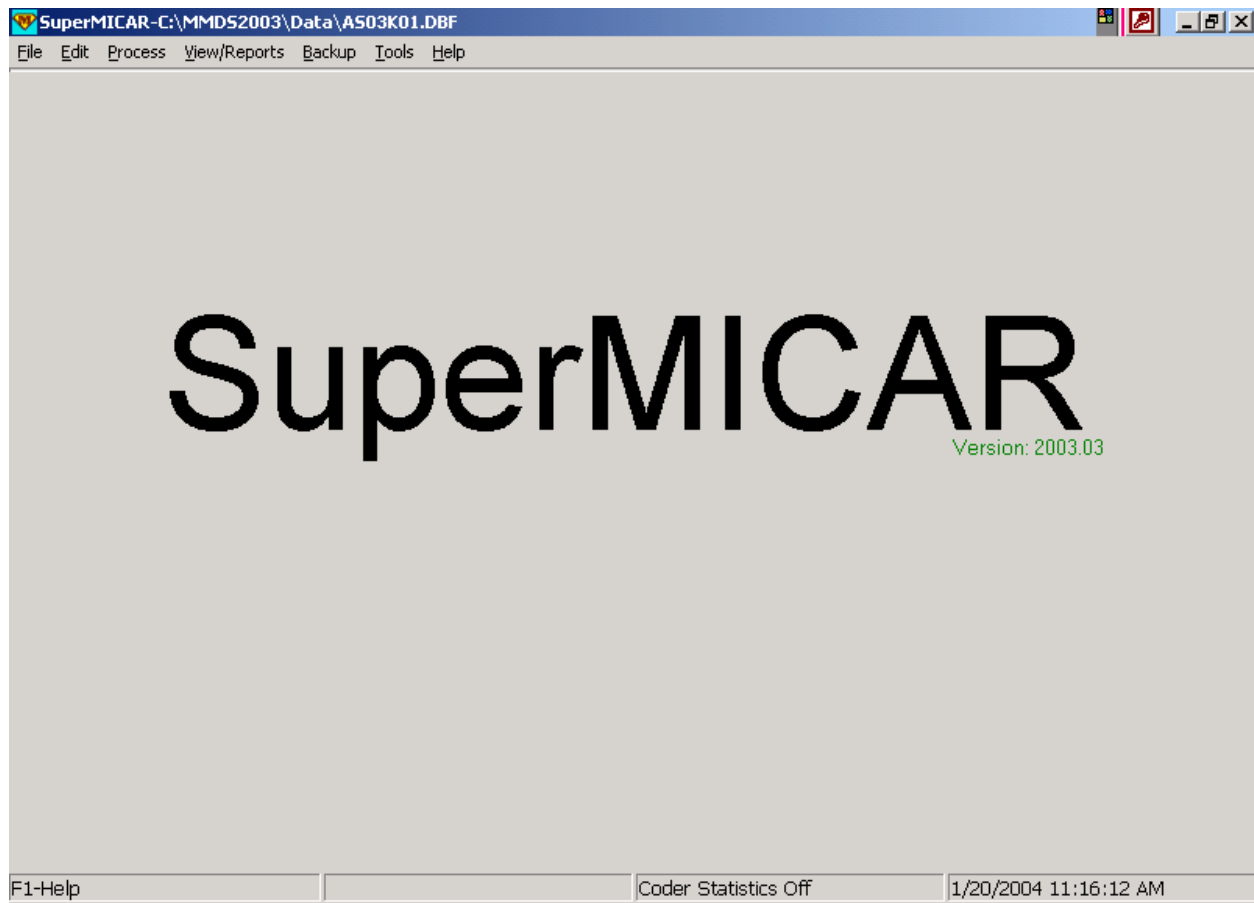 SuperMICAR-C:\MMDS2003\Data\AS03K01.DBF
File Edit Process View/Reports Backup Tools Help
SuperMICAR
Version: 2003.03
F1-Help Coder Statistics Off 1/20/2004 11:16:12 AM